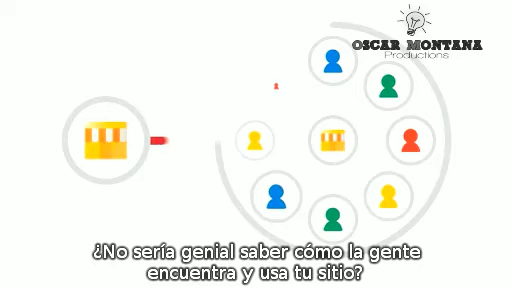 OSCAR MONTANA
Productions
¿No sería genial saber cómo la gente
encuentra y usa tu sitio?